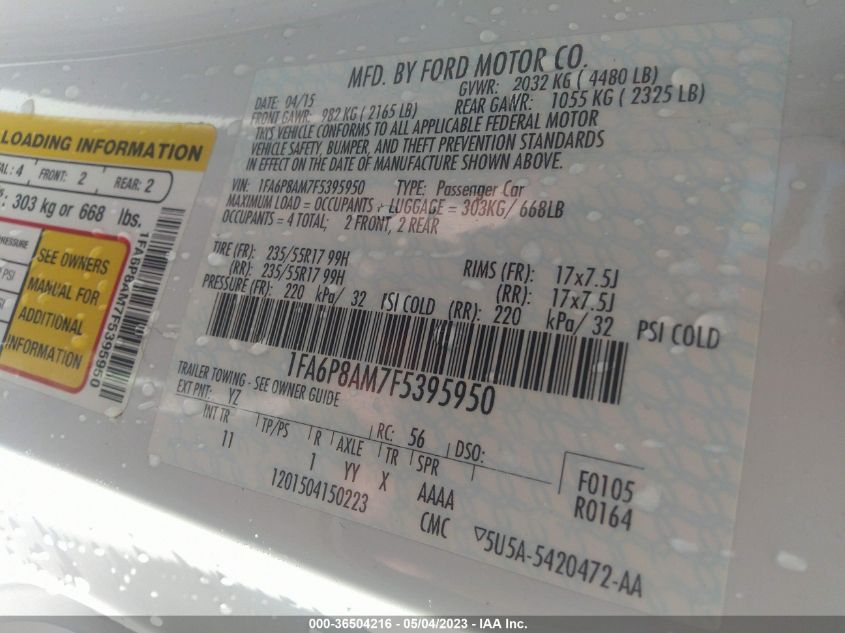 LOADING INFORMATION
FRONT: 2
REAR: 2
303 kg or 668 lbs.
PSI
SEE OWNERS
MANUAL FOR
ADDITIONAL
INFORMATION
1FA6P8AM7F5395950
MFD. BY FORD MOTOR CO.
DATE: 04/15 GVWR: 2032 KG ( 4480 LB)
FRONT GAWR: 982 KG ( 2165 LB) REAR GAWR: 1055 KG ( 2325 LB)
THIS VEHICLE CONFORMS TO ALL APPLICABLE FEDERAL MOTOR
VEHICLE SAFETY, BUMPER, AND THEFT PREVENTION STANDARDS
IN EFFECT ON THE DATE OF MANUFACTURE SHOWN ABOVE.
VIN: 1FA6P8AM7F5395950 TYPE: Passenger Car
MAXIMUM LOAD = OCCUPANTS + LUGGAGE = 303KG/ 668LB
OCCUPANTS = 4 TOTAL; 2 FRONT, 2 REAR
TIRE (FR): 235/55R17 99H RIMS (FR): 17x7.5J
(RR): 235/55R17 99H (RR): 17x7.5J
PRESSURE (FR): 220 kPa/ 32 PSI COLD (RR): 220 kPa/ 32 PSI COLD
1FA6P8AM7F5395950
TRAILER TOWING - SEE OWNER GUIDE
EXT PNT: YZ RC: 56 DSO:
INT TR TP/PS R AXLE TR SPR
11 1 YY X AAAA
1201504150223 CMC
F0105
R0164
▽5U5A-5420472-AA
000-36504216 - 05/04/2023 - IAA Inc.